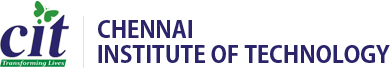 cit
Transforming Lives
CHENNAI
INSTITUTE OF TECHNOLOGY